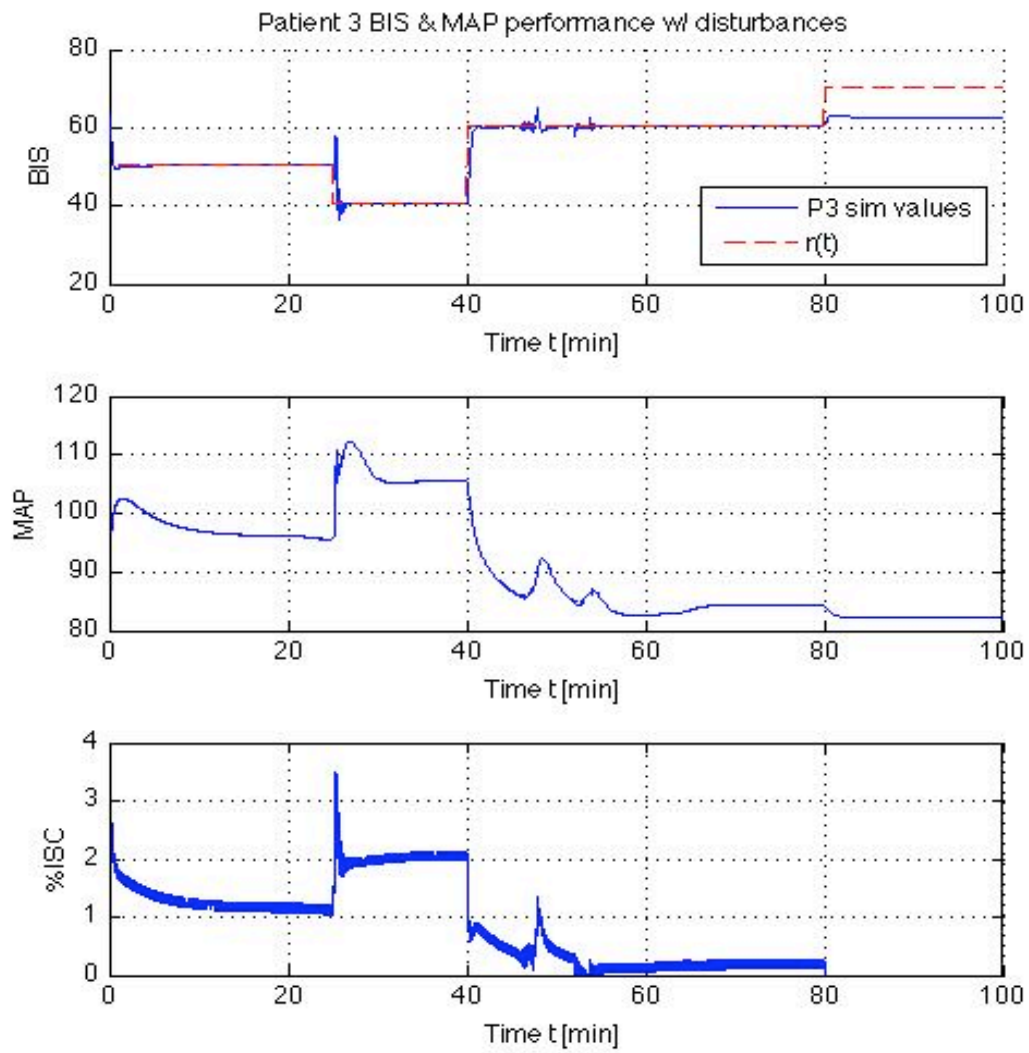 Patient 3 BIS & MAP performance w/ disturbances
80
60
40
20
BIS
P3 sim values
r(t)
0 20 40 60 80 100
Time t [min]
120
110
100
90
80
MAP
0 20 40 60 80 100
Time t [min]
4
3
2
1
0
%ISC
0 20 40 60 80 100
Time t [min]